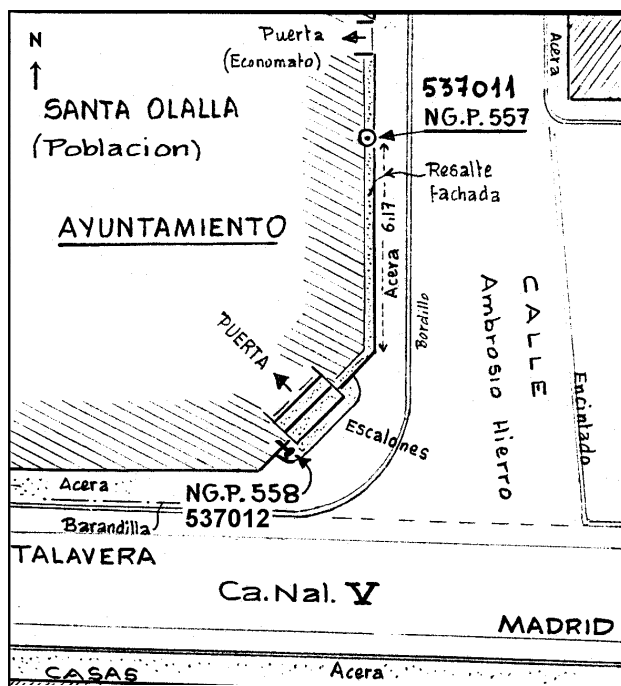 N
Puerta
(Economato)
Acera
SANTA OLALLA
(Poblacion)
537011
NG.P. 557
Resalte
fachada
AYUNTAMIENTO
6,17
Acera
Bordillo
CALLE
Ambrosio Hierro
Encintado
PUERTA
Escalones
Acera
NG.P. 558
537012
Barandilla
TALAVERA
Ca. Nal. V
MADRID
CASAS
Acera